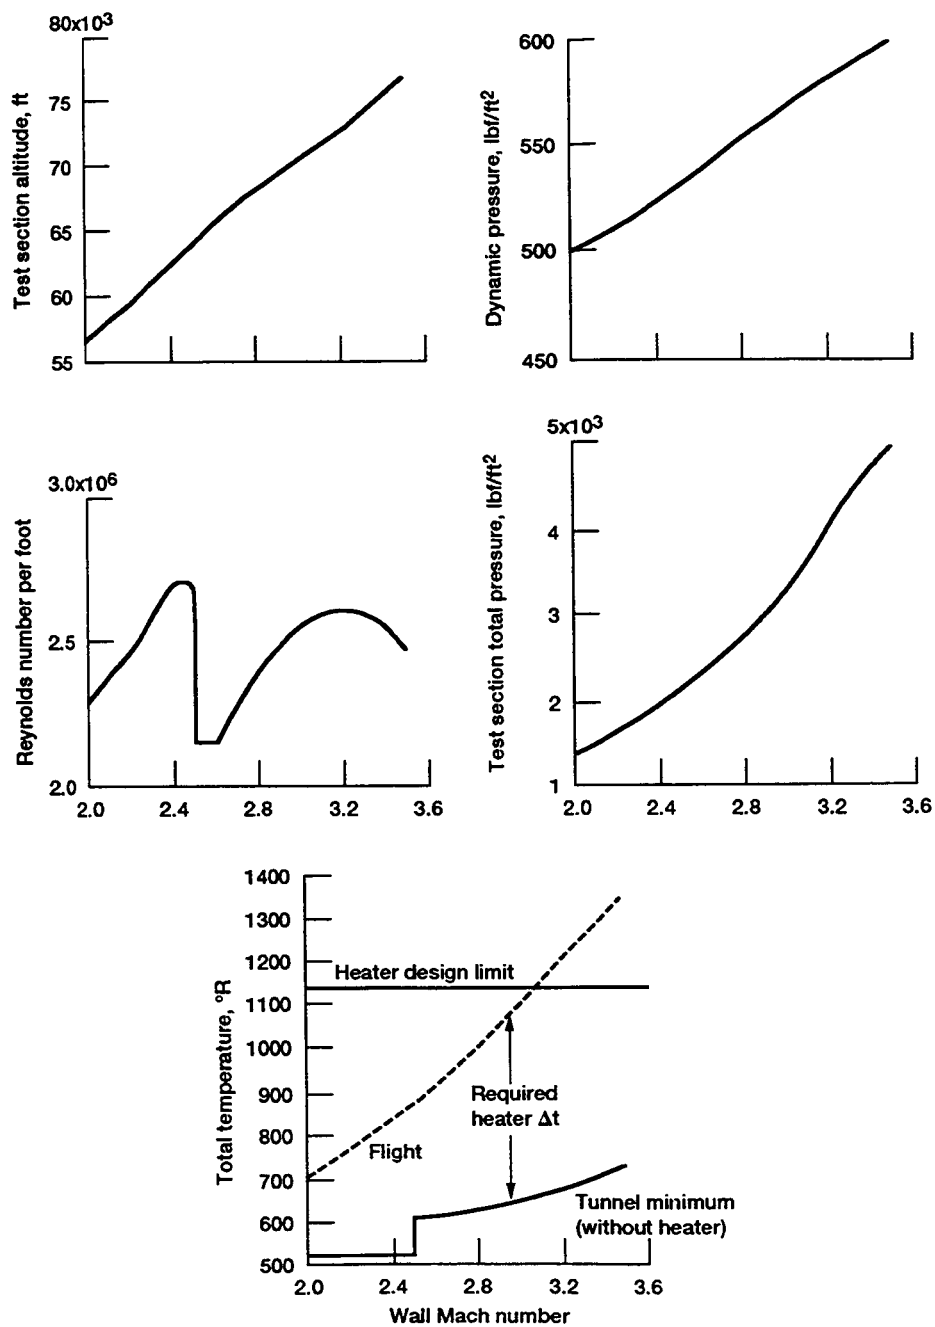 80x10³
75
70
65
60
55
Test section altitude, ft
600
550
500
450
Dynamic pressure, lbf/ft²
3.0x10⁶
2.5
2.0
Reynolds number per foot
2.0 2.4 2.8 3.2 3.6
5x10³
4
3
2
1
Test section total pressure, lbf/ft²
2.0 2.4 2.8 3.2 3.6
1400
1300
1200
1100
1000
900
800
700
600
500
Total temperature, °R
Heater design limit
Required
heater Δt
Flight
Tunnel minimum
(without heater)
2.0 2.4 2.8 3.2 3.6
Wall Mach number